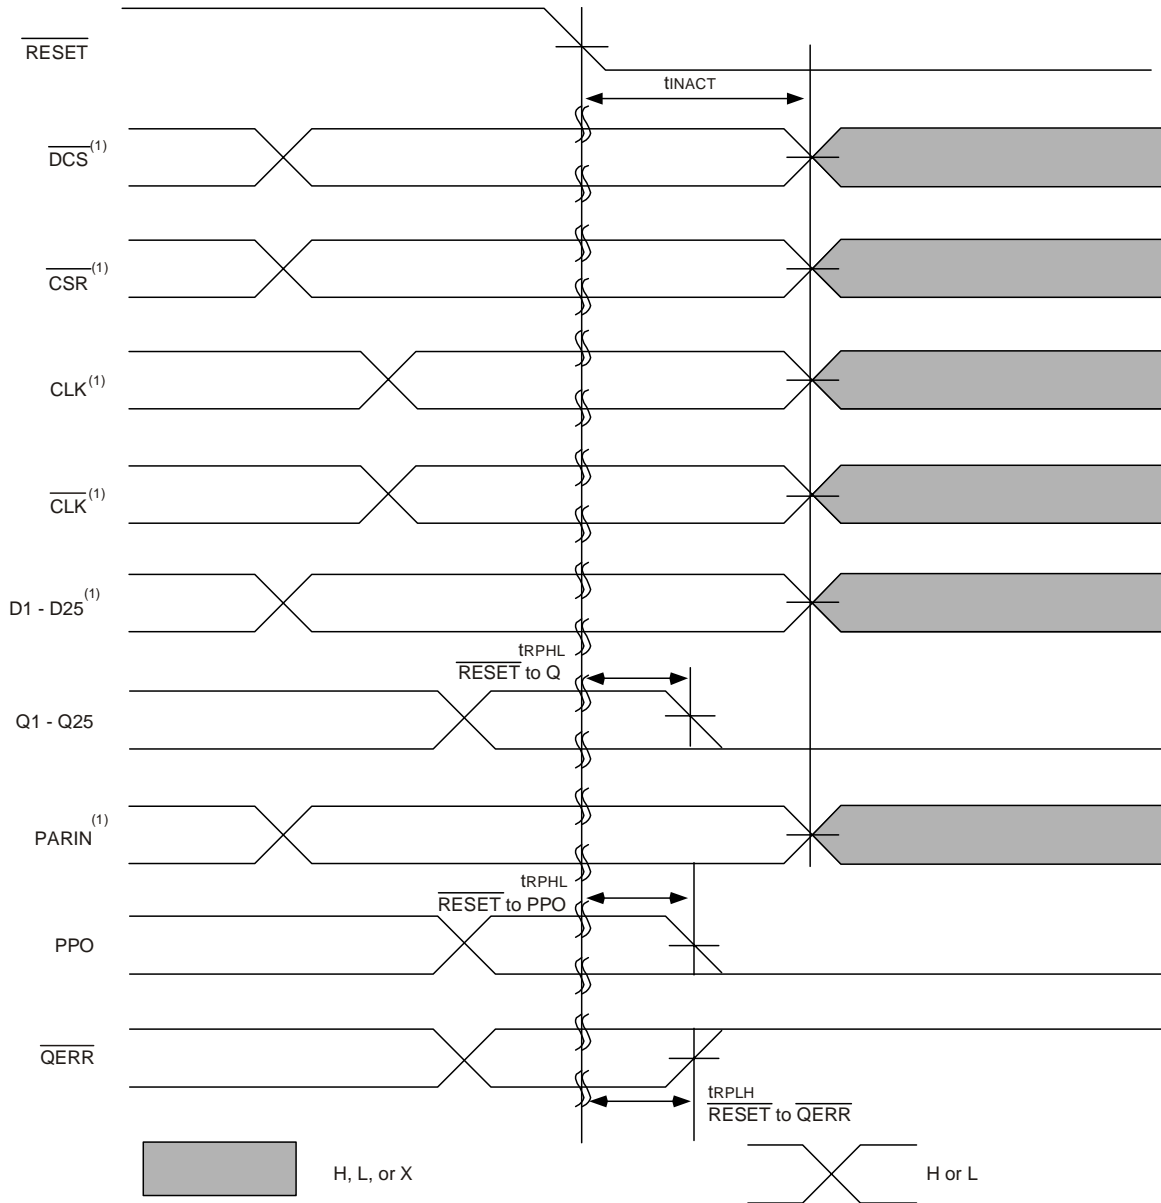 RESET
tINACT
DCS(1)
CSR(1)
CLK(1)
CLK(1)
D1 - D25(1)
tRPHL
RESET to Q
Q1 - Q25
PARIN(1)
tRPHL
RESET to PPO
PPO
QERR
tRPLH
RESET to QERR
H, L, or X
H or L